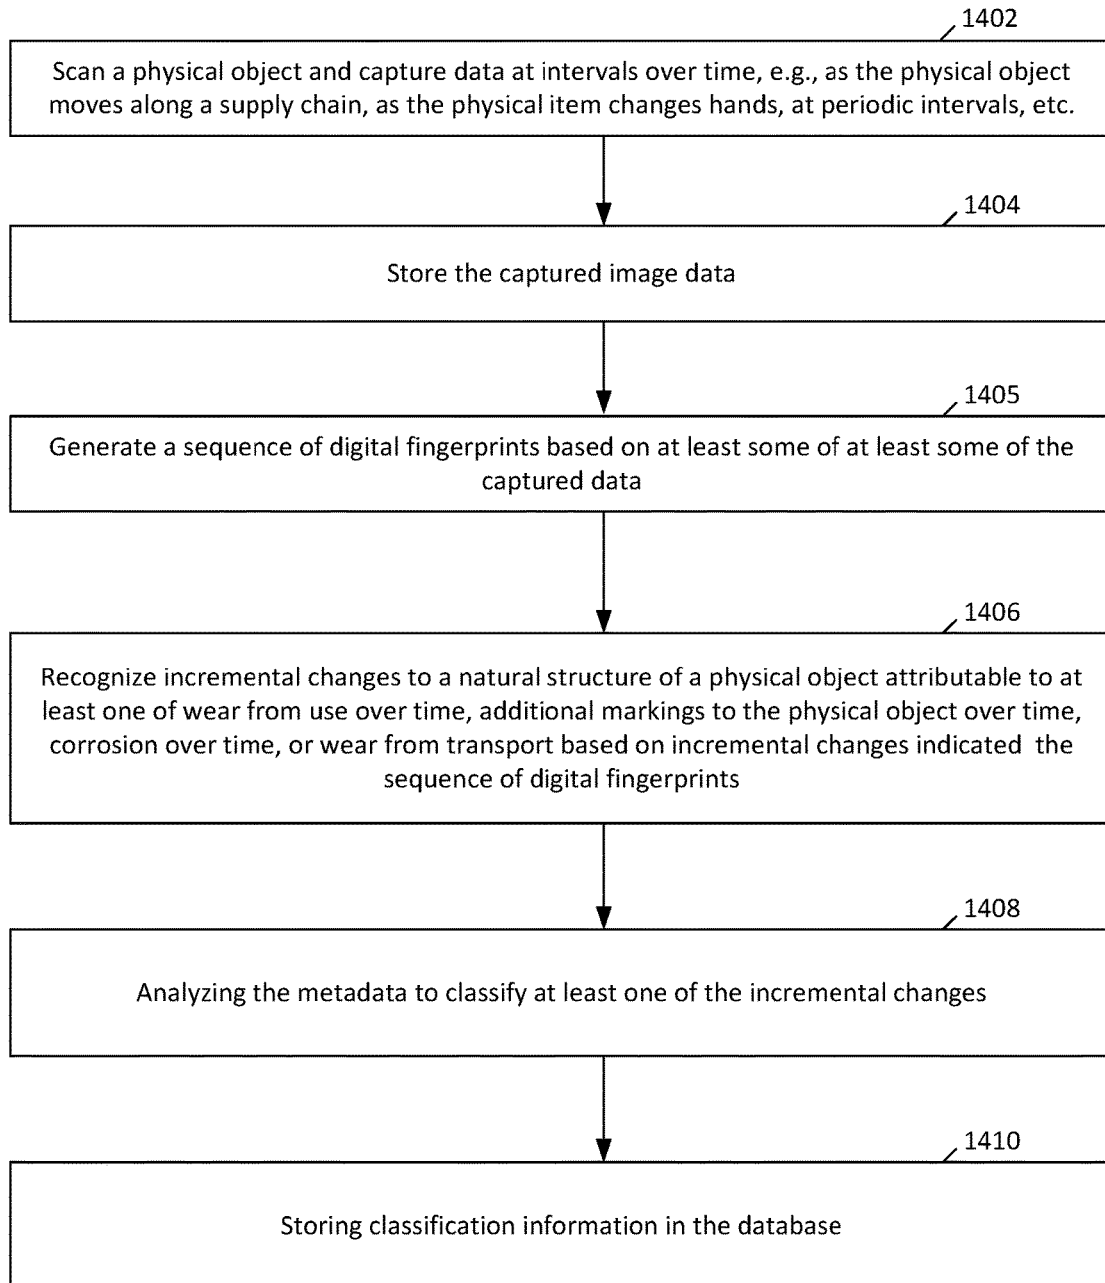 1402
Scan a physical object and capture data at intervals over time, e.g., as the physical object
moves along a supply chain, as the physical item changes hands, at periodic intervals, etc.
1404
Store the captured image data
1405
Generate a sequence of digital fingerprints based on at least some of at least some of the
captured data
1406
Recognize incremental changes to a natural structure of a physical object attributable to at
least one of wear from use over time, additional markings to the physical object over time,
corrosion over time, or wear from transport based on incremental changes indicated  the
sequence of digital fingerprints
1408
Analyzing the metadata to classify at least one of the incremental changes
1410
Storing classification information in the database